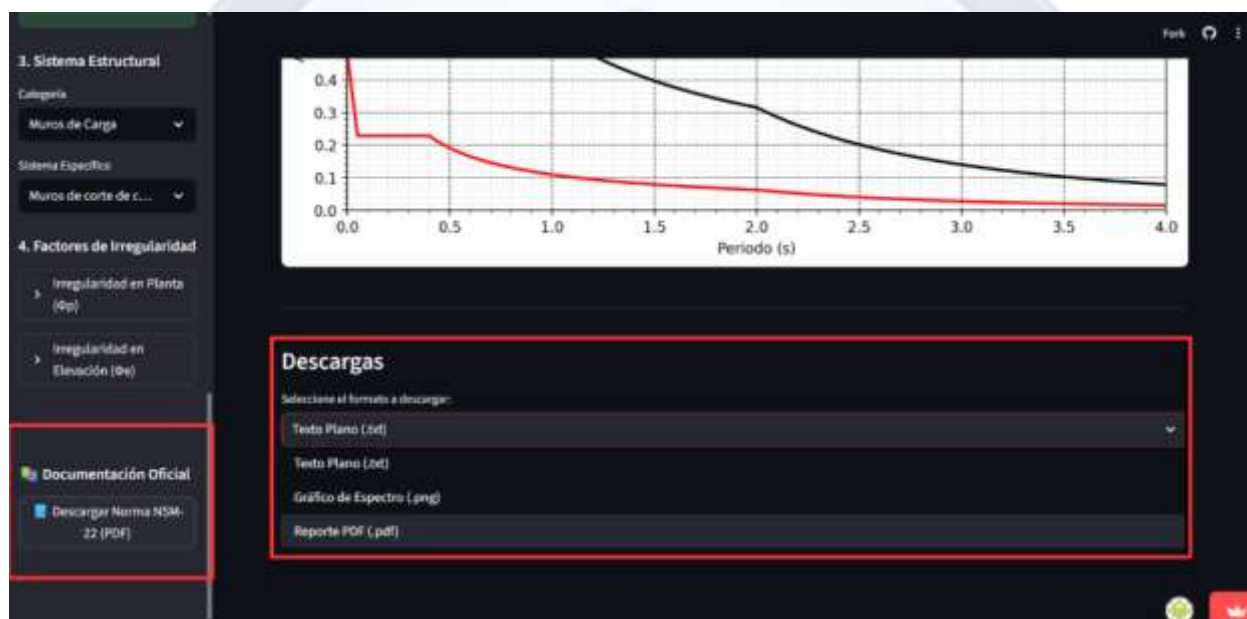 Fork
3. Sistema Estructural
Categoría
Muros de Carga
Sistema Específico
Muros de corte de c...
4. Factores de Irregularidad
Irregularidad en Planta
(Φp)
Irregularidad en
Elevación (Φe)
Documentación Oficial
Descargar Norma NSM-
22 (PDF)
0.4
0.3
0.2
0.1
0.0
0.0 0.5 1.0 1.5 2.0 2.5 3.0 3.5 4.0
Periodo (s)
Descargas
Seleccione el formato a descargar:
Texto Plano (.txt)
Texto Plano (.txt)
Gráfico de Espectro (.png)
Reporte PDF (.pdf)